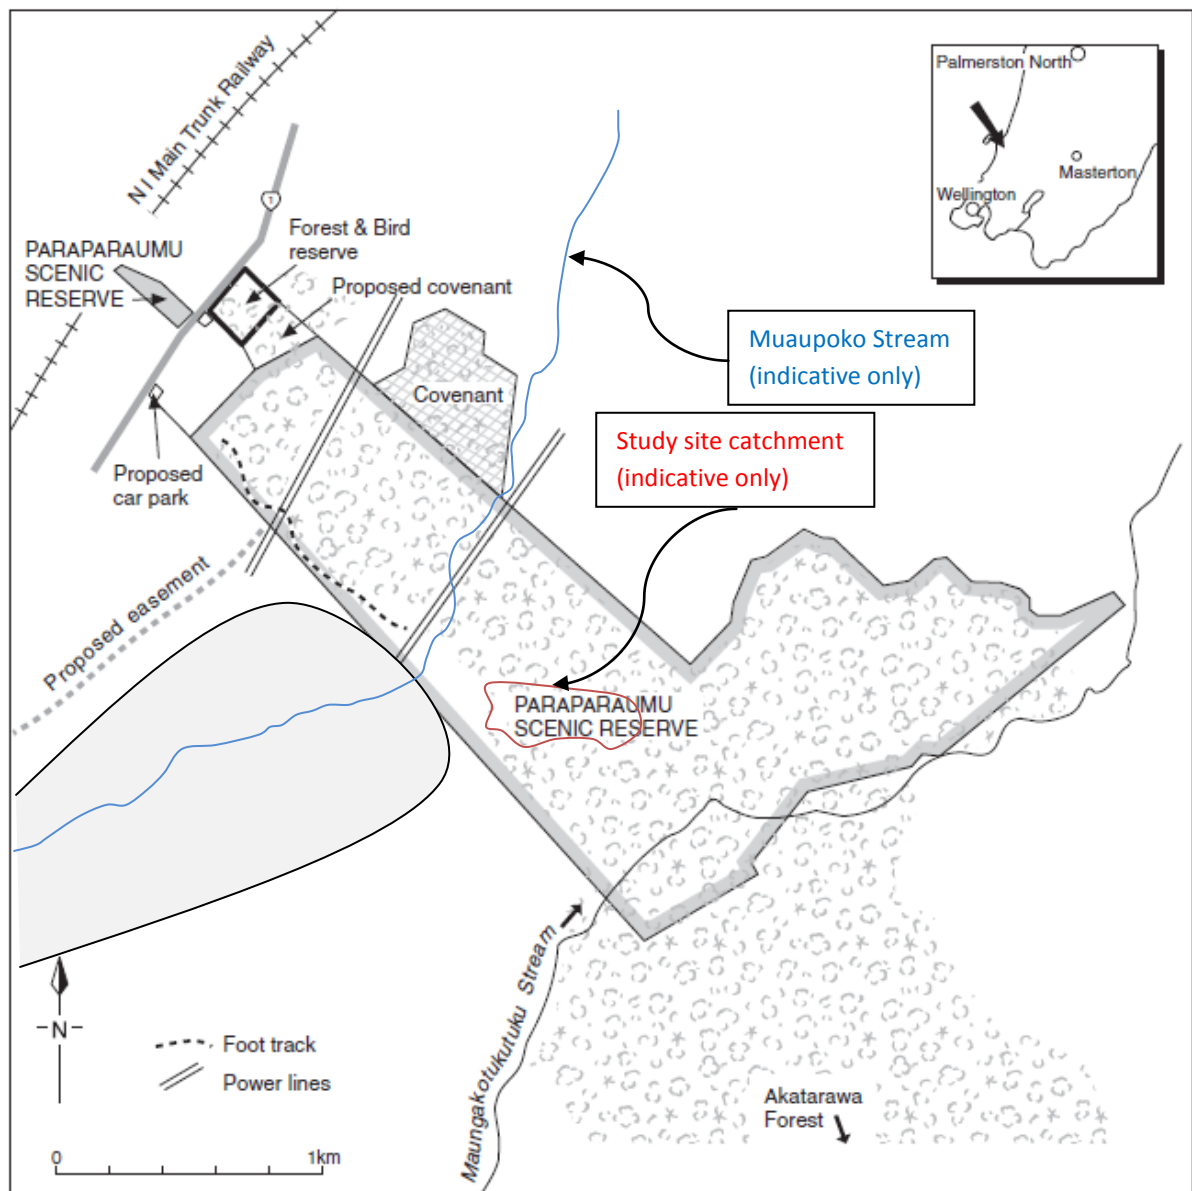 N I Main Trunk Railway
1
PARAPARAUMU
SCENIC
RESERVE
Forest & Bird
reserve
Proposed covenant
Covenant
Proposed
car park
Proposed easement
Palmerston North
Masterton
Wellington
Muaupoko Stream
(indicative only)
Study site catchment
(indicative only)
PARAPARAUMU
SCENIC RESERVE
Maungakotukutuku Stream
Akatarawa
Forest
N
Foot track
Power lines
0
1km